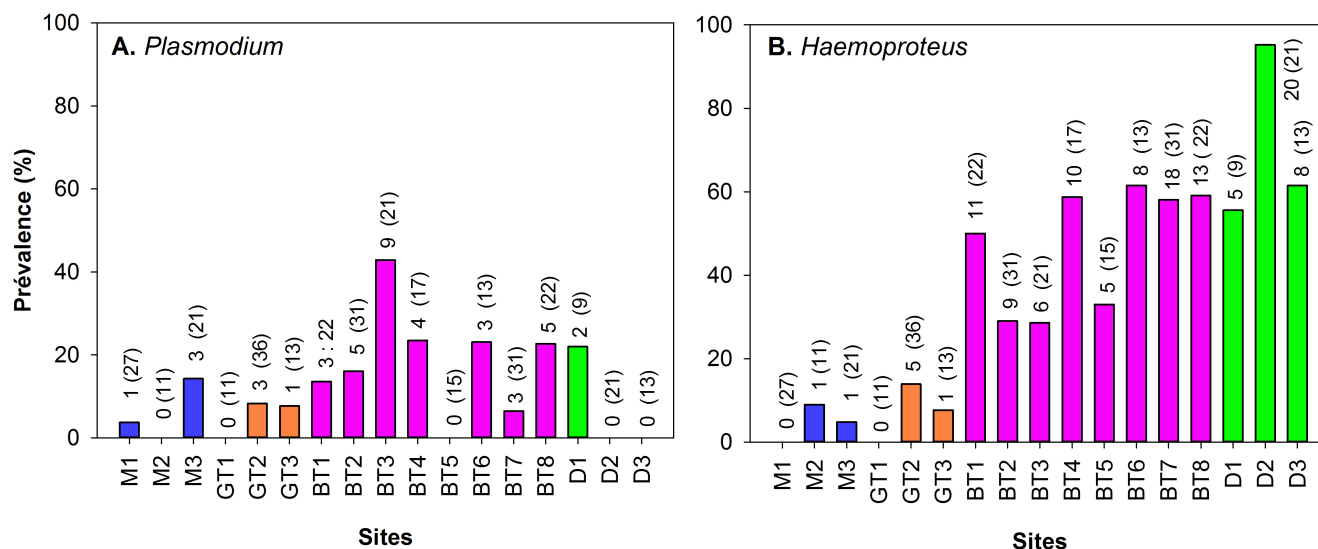 A. Plasmodium
Prévalence (%)
100
80
60
40
20
0
1 (27)
0 (11)
3 (21)
0 (11)
3 (36)
1 (13)
3 : 22
5 (31)
9 (21)
4 (17)
0 (15)
3 (13)
3 (31)
5 (22)
2 (9)
0 (21)
0 (13)
M1
M2
M3
GT1
GT2
GT3
BT1
BT2
BT3
BT4
BT5
BT6
BT7
BT8
D1
D2
D3
Sites
B. Haemoproteus
100
80
60
40
20
0
0 (27)
1 (11)
1 (21)
0 (11)
5 (36)
1 (13)
11 (22)
9 (31)
6 (21)
10 (17)
5 (15)
8 (13)
18 (31)
13 ( 22)
5 (9)
20 (21)
8 (13)
M1
M2
M3
GT1
GT2
GT3
BT1
BT2
BT3
BT4
BT5
BT6
BT7
BT8
D1
D2
D3
Sites